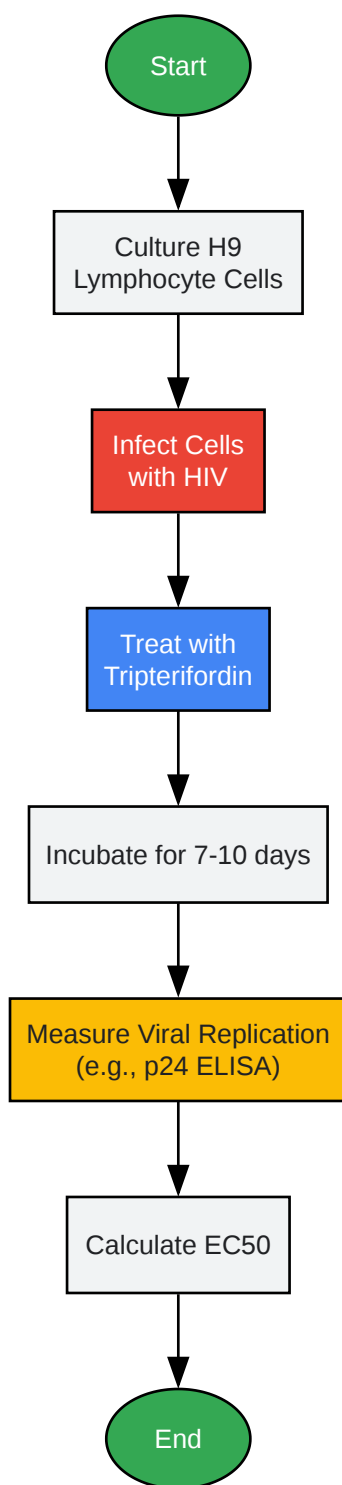 Start
Culture H9
Lymphocyte Cells
Infect Cells
with HIV
Treat with
Tripterifordin
Incubate for 7-10 days
Measure Viral Replication
(e.g., p24 ELISA)
Calculate EC50
End